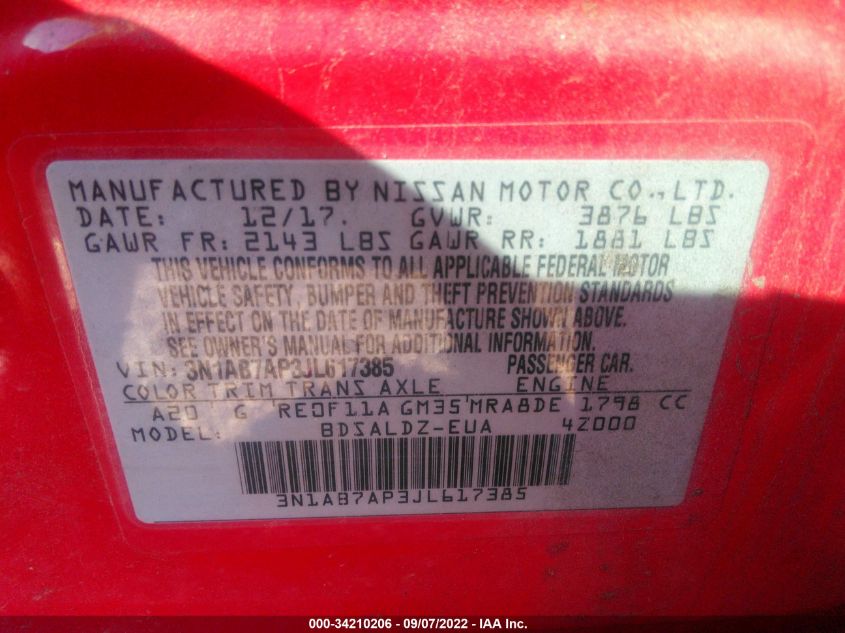 MANUFACTURED BY NISSAN MOTOR CO.,LTD.
DATE: 12/17. GVWR: 3876 LBS
GAWR FR: 2143 LBS GAWR RR: 1881 LBS
THIS VEHICLE CONFORMS TO ALL APPLICABLE FEDERAL MOTOR
VEHICLE SAFETY, BUMPER AND THEFT PREVENTION STANDARDS
IN EFFECT ON THE DATE OF MANUFACTURE SHOWN ABOVE.
SEE OWNER'S MANUAL FOR ADDITIONAL INFORMATION.
VIN: 3N1AB7AP3JL617385 PASSENGER CAR.
COLOR TRIM TRANS AXLE ENGINE
A20 G RE0F11A GM35 MRA8DE 1798 CC
MODEL: BDSALDZ-EUA 4Z000
3N1AB7AP3JL617385
000-34210206 - 09/07/2022 - IAA Inc.